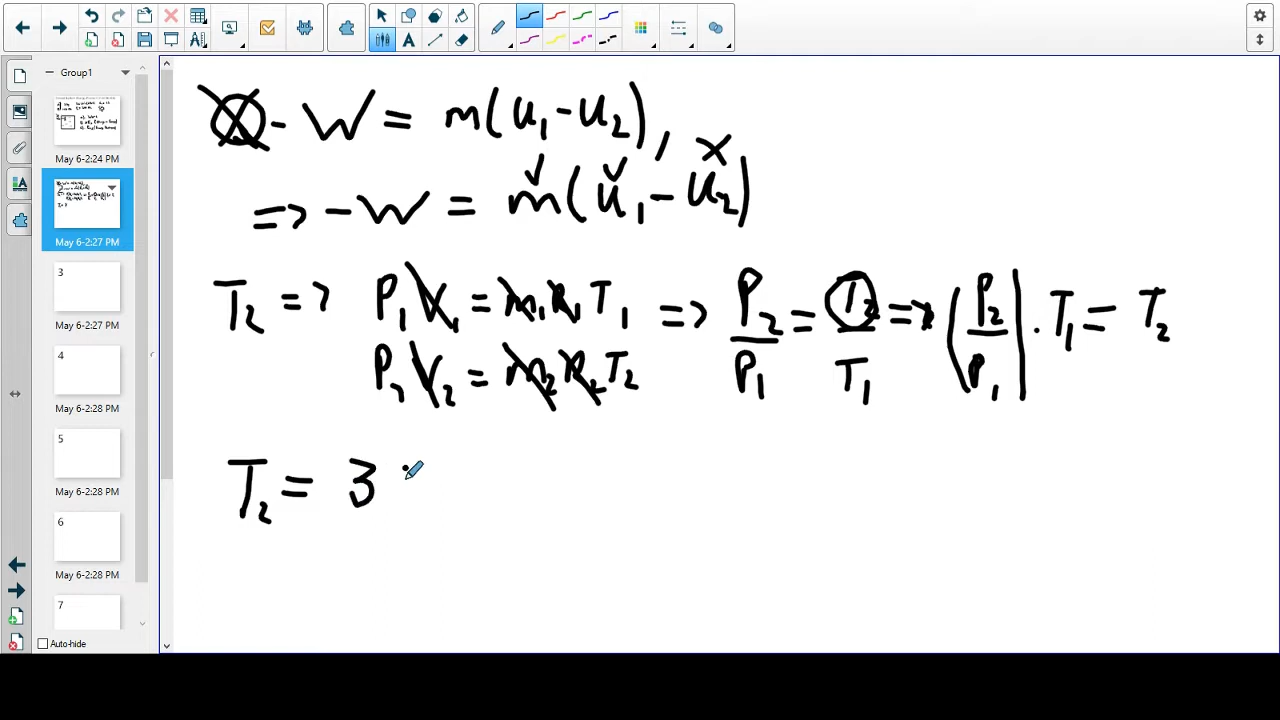 Group1
May 6-2:24 PM
May 6-2:27 PM
3
May 6-2:28 PM
4
May 6-2:28 PM
5
May 6-2:28 PM
6
May 6-2:28 PM
7
Auto-hide
- W = m(u₁-u₂),
=> -W = m(u₁-u₂)
T₂ => P₁V₁ = m₁R₁T₁ => P₂/P₁ = T₂/T₁ => (P₂/P₁) · T₁ = T₂
P₂V₂ = m₂R₂T₂
T₂ = 3